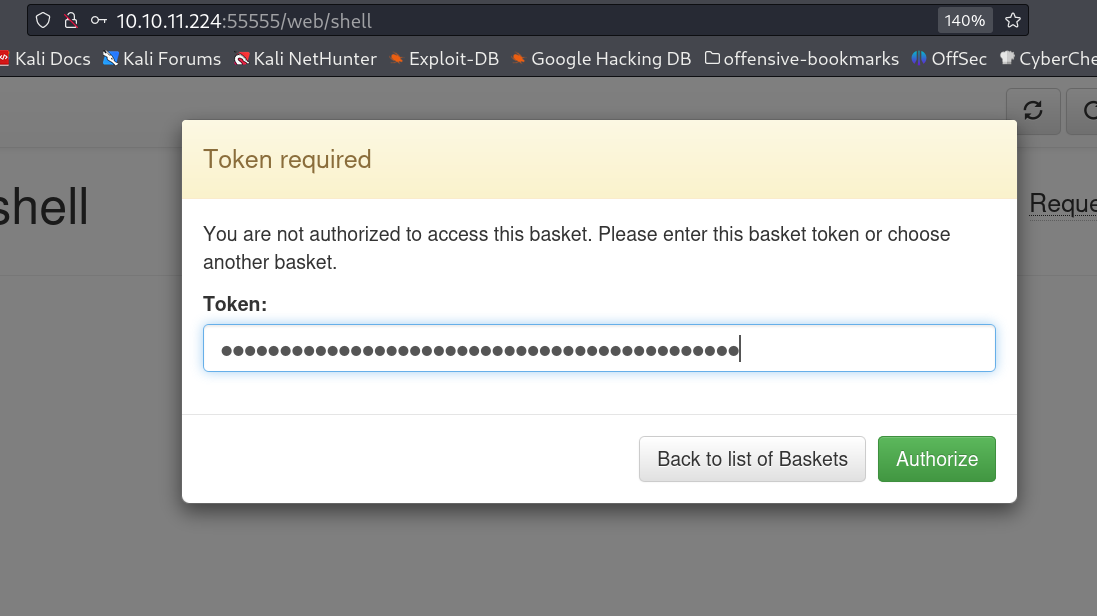 10.10.11.224:55555/web/shell
140%
Kali Docs Kali Forums Kali NetHunter Exploit-DB Google Hacking DB offensive-bookmarks OffSec CyberChe
Token required
shell
Reque
You are not authorized to access this basket. Please enter this basket token or choose
another basket.
Token:
●●●●●●●●●●●●●●●●●●●●●●●●●●●●●●●●●●●●●●●●●●●●
Back to list of Baskets
Authorize